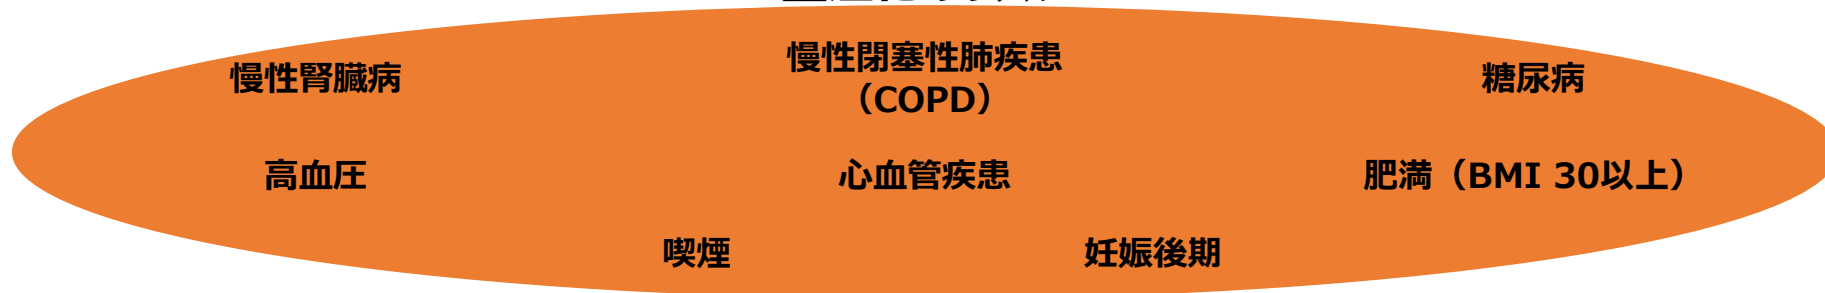 慢性腎臓病
慢性閉塞性肺疾患
（COPD）
糖尿病
高血圧
心血管疾患
肥満（BMI 30以上）
喫煙
妊娠後期